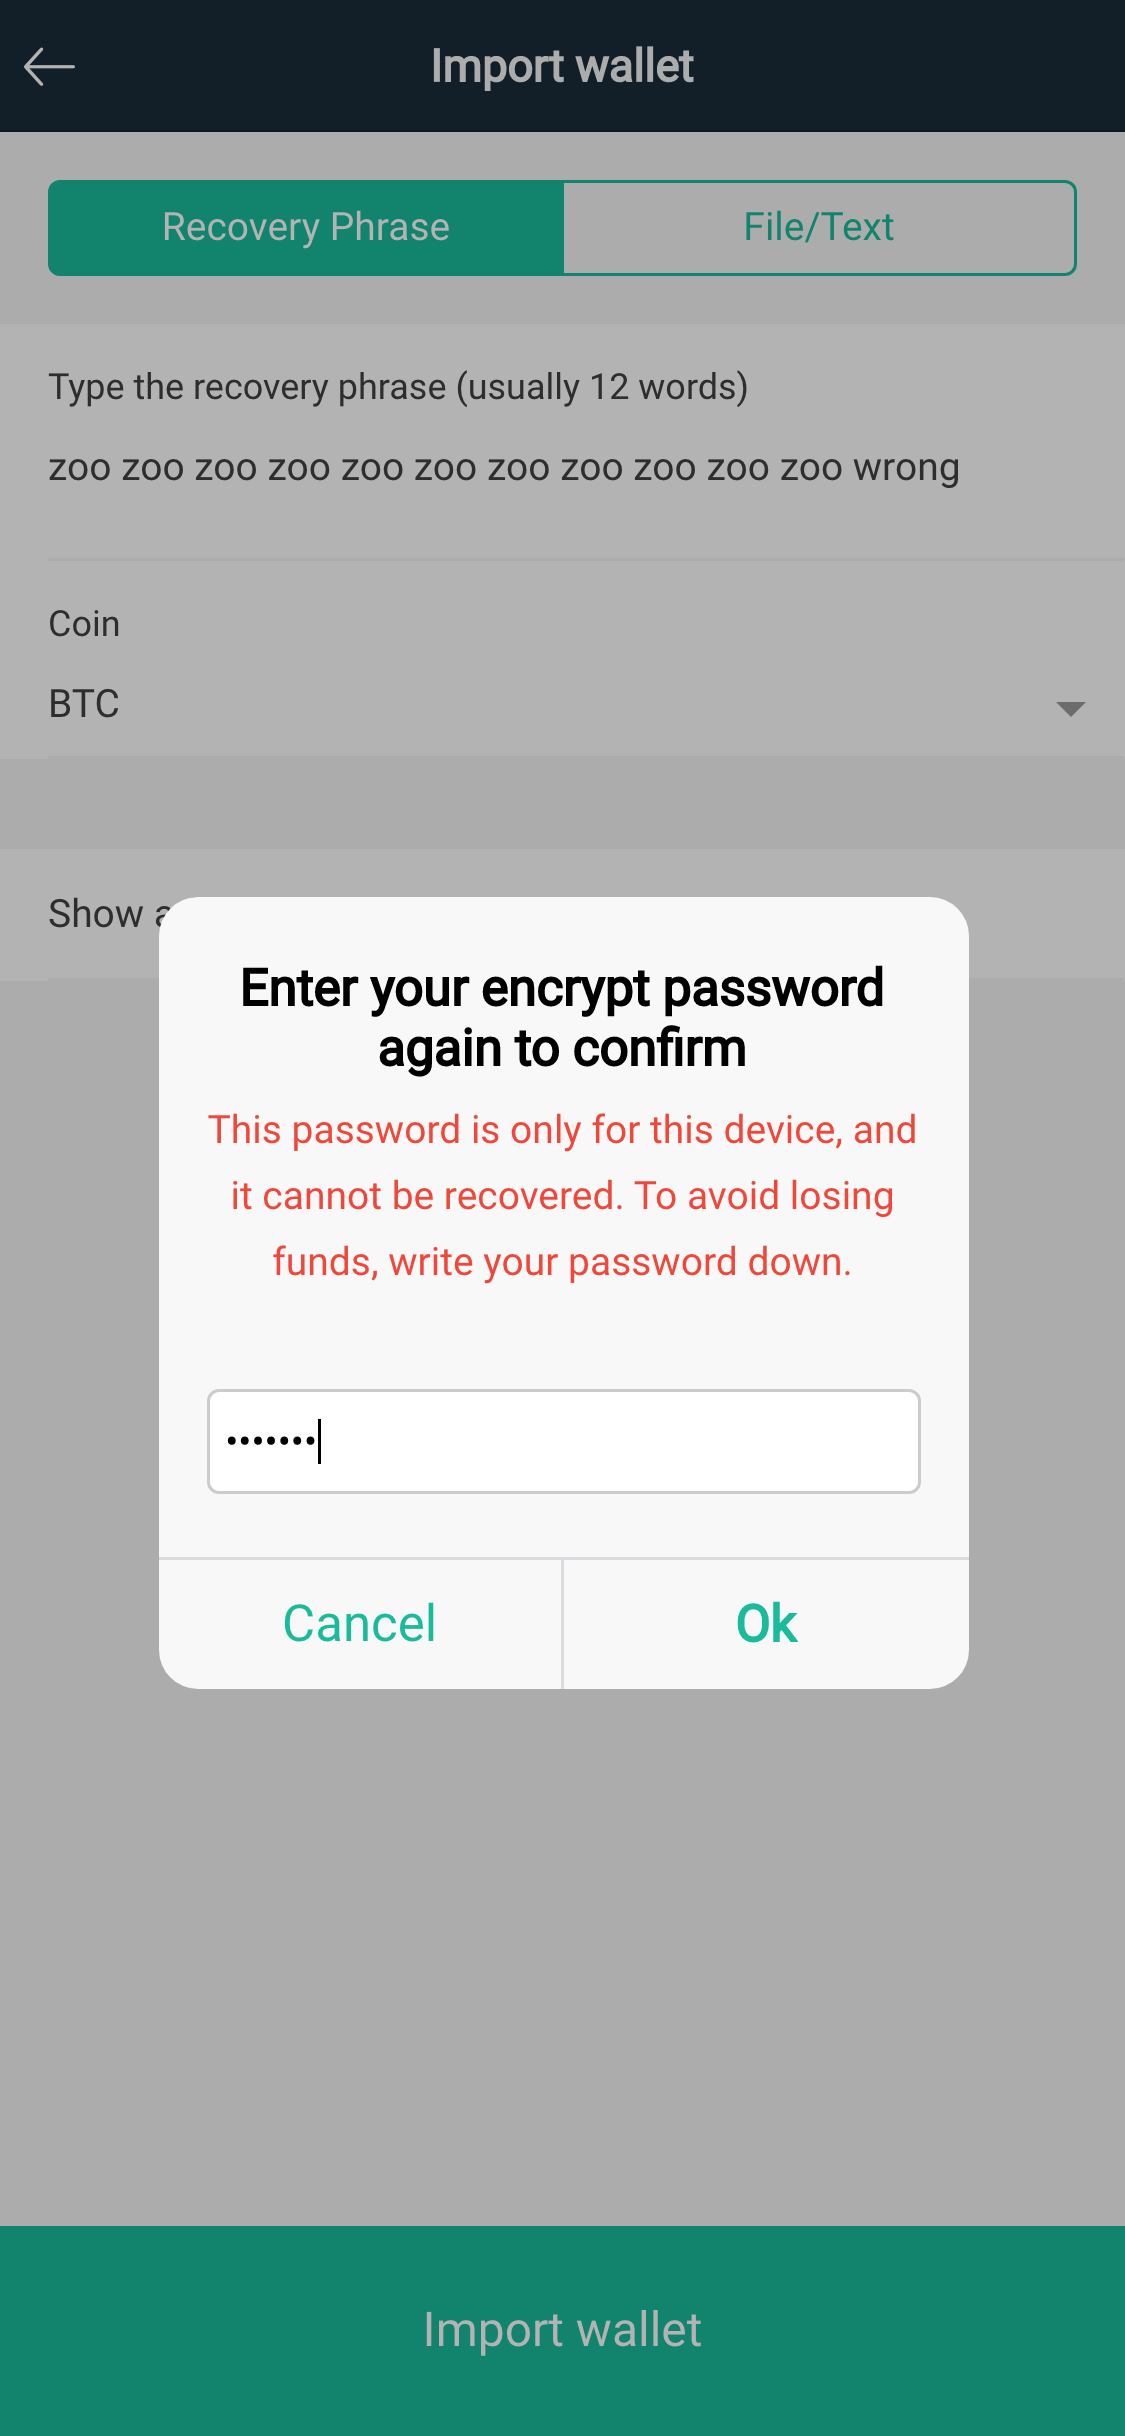 Import wallet
Recovery Phrase
File/Text
Type the recovery phrase (usually 12 words)
zoo zoo zoo zoo zoo zoo zoo zoo zoo zoo zoo wrong
Coin
BTC
Show
Enter your encrypt password
again to confirm
This password is only for this device, and
it cannot be recovered. To avoid losing
funds, write your password down.
•••••••
Cancel
Ok
Import wallet